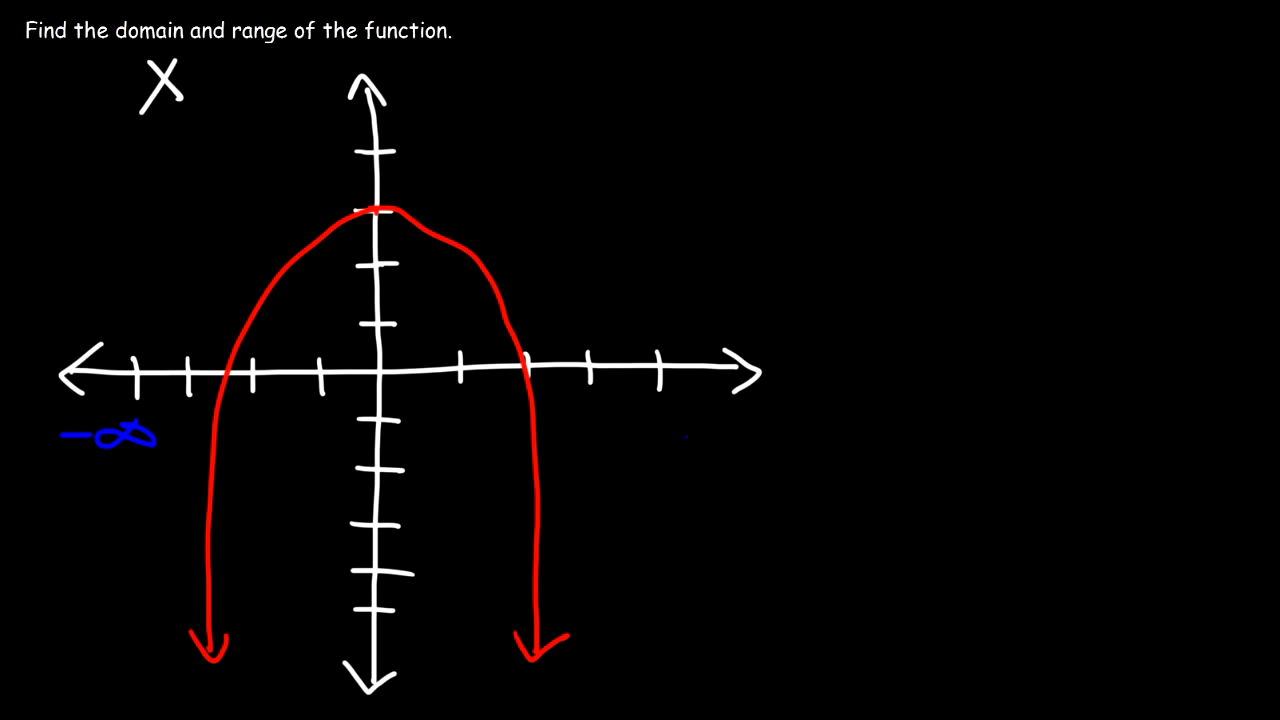 Find the domain and range of the function.
X
-∞